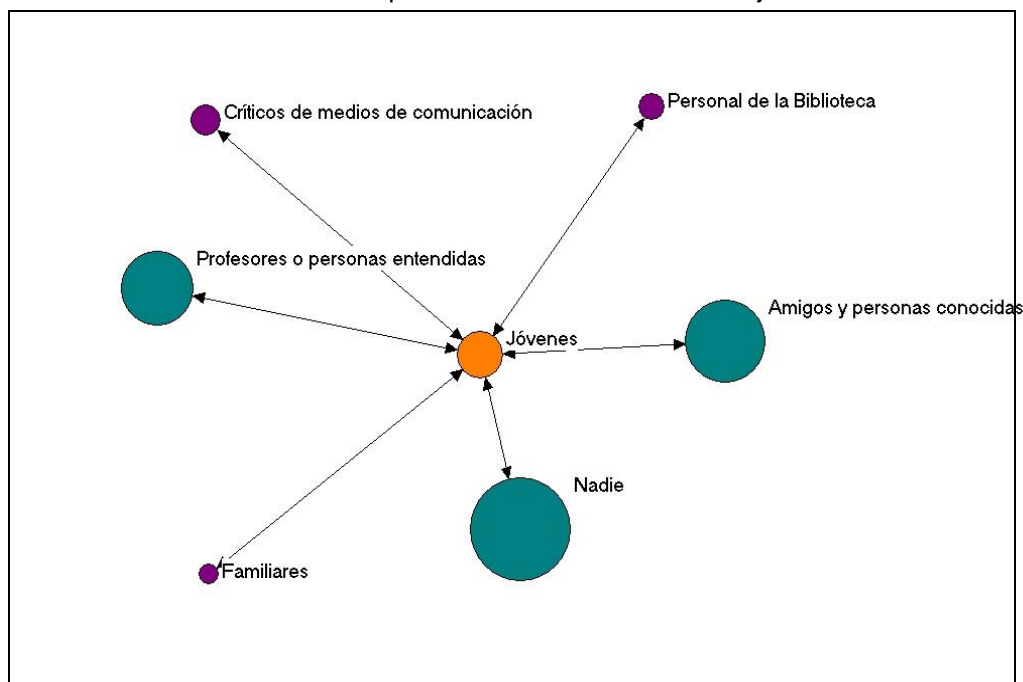 Críticos de medios de comunicación
Personal de la Biblioteca
Profesores o personas entendidas
Amigos y personas conocidas
Jóvenes
Nadie
Familiares